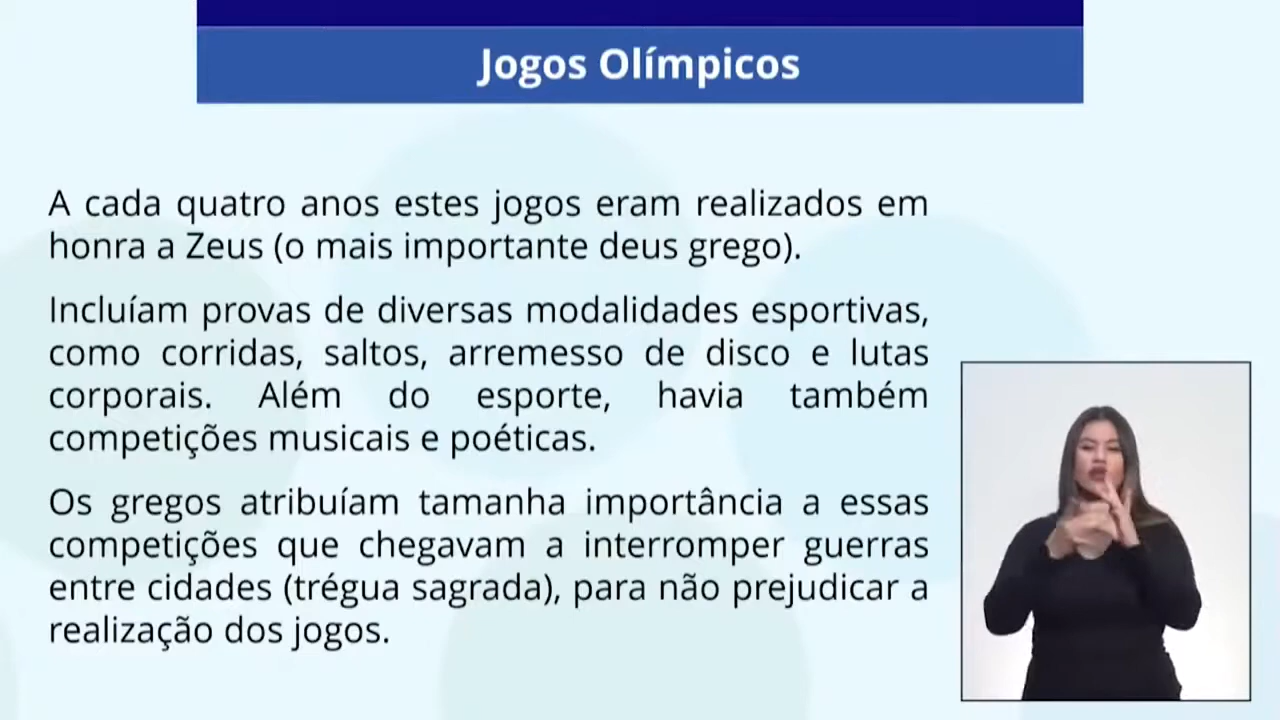 Jogos Olímpicos
A cada quatro anos estes jogos eram realizados em
honra a Zeus (o mais importante deus grego).
Incluíam provas de diversas modalidades esportivas,
como corridas, saltos, arremesso de disco e lutas
corporais. Além do esporte, havia também
competições musicais e poéticas.
Os gregos atribuíam tamanha importância a essas
competições que chegavam a interromper guerras
entre cidades (trégua sagrada), para não prejudicar a
realização dos jogos.